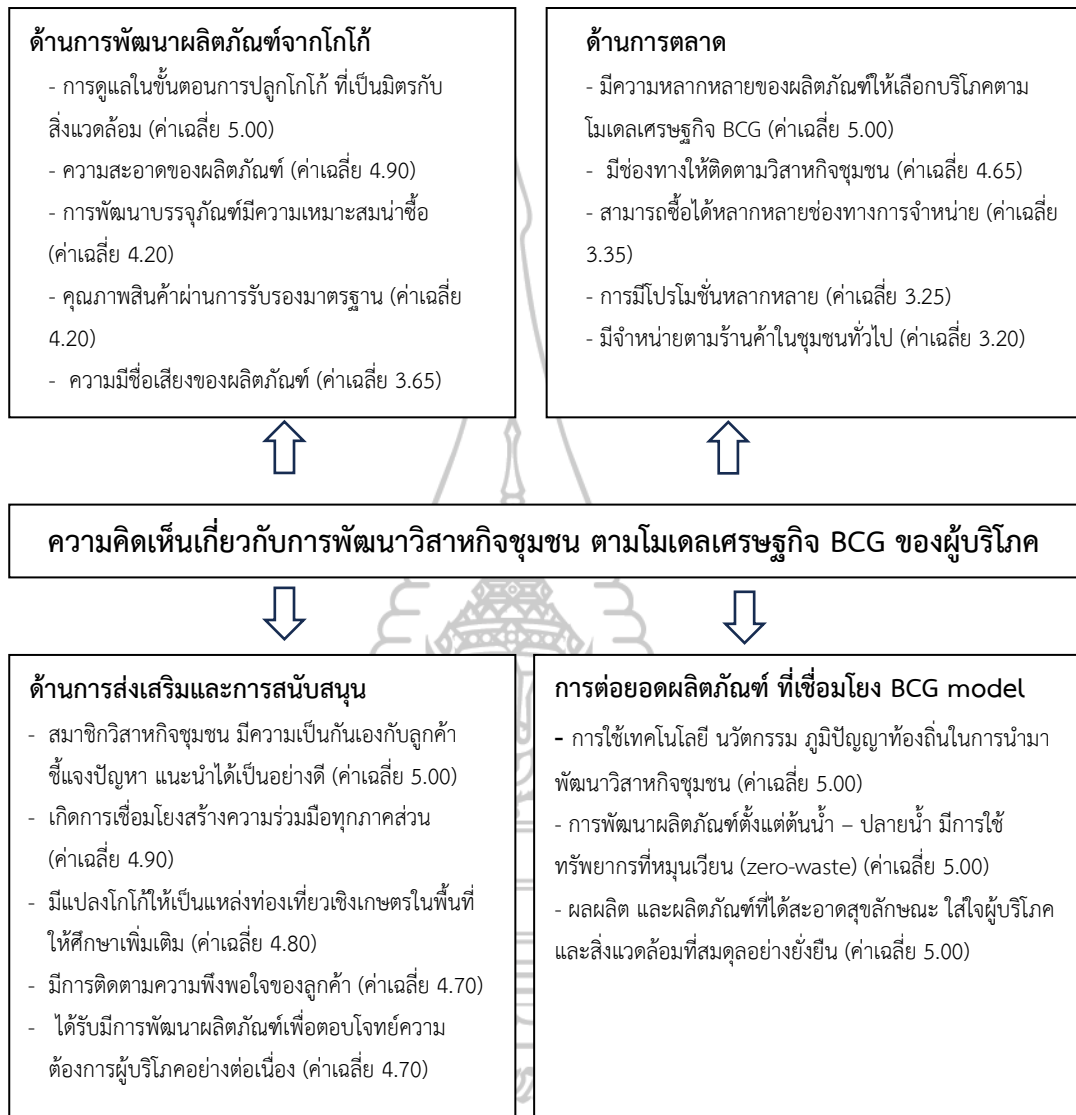 ด้านการพัฒนาผลิตภัณฑ์จากโกโก้
- การดูแลในขั้นตอนการปลูกโกโก้ ที่เป็นมิตรกับ
สิ่งแวดล้อม (ค่าเฉลี่ย 5.00)
- ความสะอาดของผลิตภัณฑ์ (ค่าเฉลี่ย 4.90)
- การพัฒนาบรรจุภัณฑ์มีความเหมาะสมน่าซื้อ
(ค่าเฉลี่ย 4.20)
- คุณภาพสินค้าผ่านการรับรองมาตรฐาน (ค่าเฉลี่ย
4.20)
- ความมีชื่อเสียงของผลิตภัณฑ์ (ค่าเฉลี่ย 3.65)
ด้านการตลาด
- มีความหลากหลายของผลิตภัณฑ์ให้เลือกบริโภคตาม
โมเดลเศรษฐกิจ BCG (ค่าเฉลี่ย 5.00)
- มีช่องทางให้ติดตามวิสาหกิจชุมชน (ค่าเฉลี่ย 4.65)
- สามารถซื้อได้หลากหลายช่องทางการจำหน่าย (ค่าเฉลี่ย
3.35)
- การมีโปรโมชั่นหลากหลาย (ค่าเฉลี่ย 3.25)
- มีจำหน่ายตามร้านค้าในชุมชนทั่วไป (ค่าเฉลี่ย 3.20)
ความคิดเห็นเกี่ยวกับการพัฒนาวิสาหกิจชุมชน ตามโมเดลเศรษฐกิจ BCG ของผู้บริโภค
ด้านการส่งเสริมและการสนับสนุน
- สมาชิกวิสาหกิจชุมชน มีความเป็นกันเองกับลูกค้า
ชี้แจงปัญหา แนะนำได้เป็นอย่างดี (ค่าเฉลี่ย 5.00)
- เกิดการเชื่อมโยงสร้างความร่วมมือทุกภาคส่วน
(ค่าเฉลี่ย 4.90)
- มีแปลงโกโก้ให้เป็นแหล่งท่องเที่ยวเชิงเกษตรในพื้นที่
ให้ศึกษาเพิ่มเติม (ค่าเฉลี่ย 4.80)
- มีการติดตามความพึงพอใจของลูกค้า (ค่าเฉลี่ย 4.70)
- ได้รับมีการพัฒนาผลิตภัณฑ์เพื่อตอบโจทย์ความ
ต้องการผู้บริโภคอย่างต่อเนื่อง (ค่าเฉลี่ย 4.70)
การต่อยอดผลิตภัณฑ์ ที่เชื่อมโยง BCG model
- การใช้เทคโนโลยี นวัตกรรม ภูมิปัญญาท้องถิ่นในการนำมา
พัฒนาวิสาหกิจชุมชน (ค่าเฉลี่ย 5.00)
- การพัฒนาผลิตภัณฑ์ตั้งแต่ต้นน้ำ – ปลายน้ำ มีการใช้
ทรัพยากรที่หมุนเวียน (zero-waste) (ค่าเฉลี่ย 5.00)
- ผลผลิต และผลิตภัณฑ์ที่ได้สะอาดสุขลักษณะ ใส่ใจผู้บริโภค
และสิ่งแวดล้อมที่สมดุลอย่างยั่งยืน (ค่าเฉลี่ย 5.00)